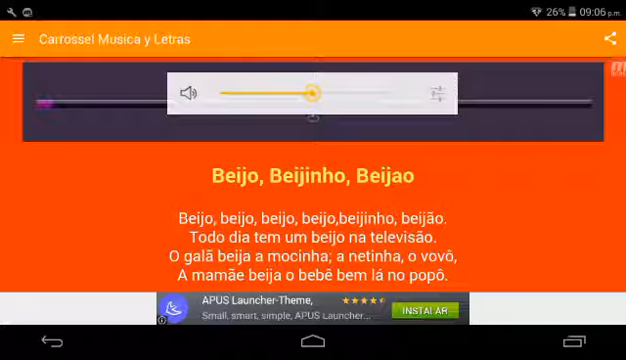 26% 09:06 p.m.
Carrossel Musica y Letras
Beijo, Beijinho, Beijao
Beijo, beijo, beijo, beijo,beijinho, beijão.
Todo dia tem um beijo na televisão.
O galã beija a mocinha; a netinha, o vovô,
A mamãe beija o bebê bem lá no popô.
APUS Launcher-Theme,
Small, smart, simple, APUS Launcher...
INSTALAR